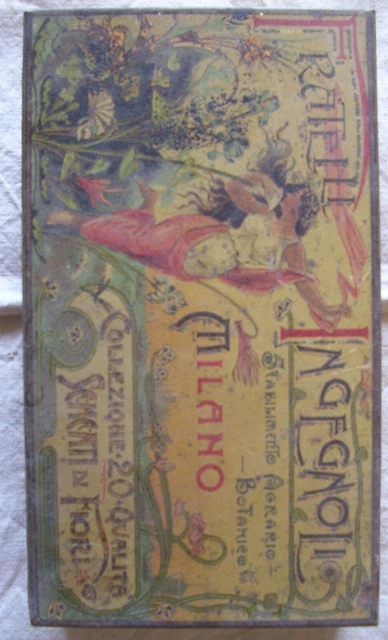 FRATELLI INGEGNOLI
STABILIMENTO AGRARIO
BOTANICO
MILANO
COLLEZIONE·20·QUALITÀ
SEMENTI DI FIORI